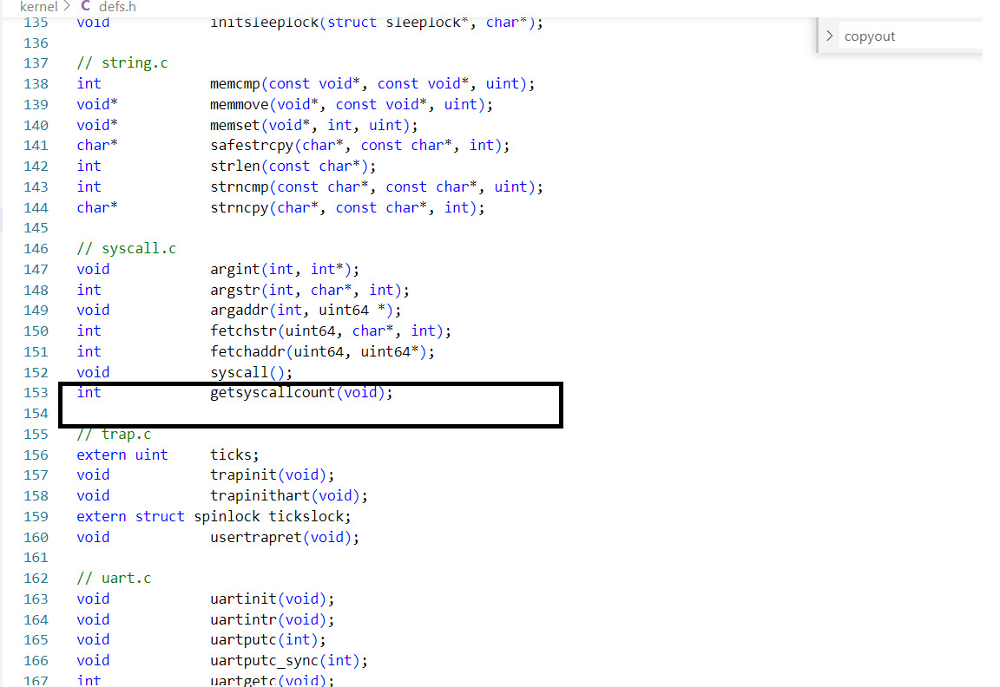 kernel > C defs.h
copyout
135 void initsleeplock(struct sleeplock*, char*);
136
137 // string.c
138 int memcmp(const void*, const void*, uint);
139 void* memmove(void*, const void*, uint);
140 void* memset(void*, int, uint);
141 char* safestrcpy(char*, const char*, int);
142 int strlen(const char*);
143 int strncmp(const char*, const char*, uint);
144 char* strncpy(char*, const char*, int);
145
146 // syscall.c
147 void argint(int, int*);
148 int argstr(int, char*, int);
149 void argaddr(int, uint64 *);
150 int fetchstr(uint64, char*, int);
151 int fetchaddr(uint64, uint64*);
152 void syscall();
153 int getsyscallcount(void);
154
155 // trap.c
156 extern uint ticks;
157 void trapinit(void);
158 void trapinithart(void);
159 extern struct spinlock tickslock;
160 void usertrapret(void);
161
162 // uart.c
163 void uartinit(void);
164 void uartintr(void);
165 void uartputc(int);
166 void uartputc_sync(int);
167 int uartgetc(void);